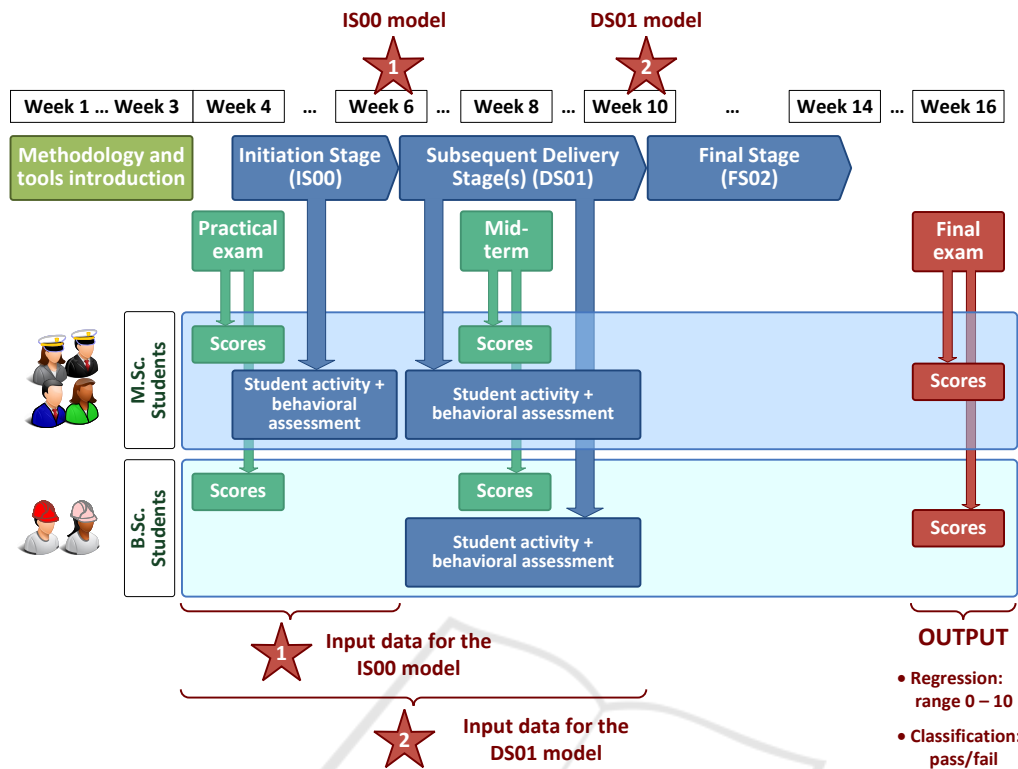 IS00 model
DS01 model
1
2
Week 1 ... Week 3
Week 4
...
Week 6
...
Week 8
...
Week 10
...
Week 14
...
Week 16
Methodology and
tools introduction
Initiation Stage
(IS00)
Subsequent Delivery
Stage(s) (DS01)
Final Stage
(FS02)
Practical
exam
Mid-
term
Final
exam
M.Sc.
Students
Scores
Scores
Student activity +
behavioral
assessment
Student activity +
behavioral assessment
Scores
B.Sc.
Students
Scores
Scores
Student activity +
behavioral assessment
Scores
1
Input data for the
IS00 model
2
Input data for the
DS01 model
OUTPUT
• Regression:
range 0 – 10
• Classification:
pass/fail